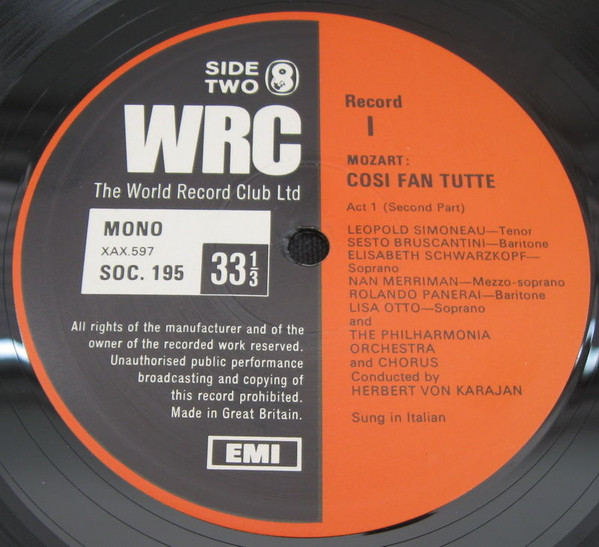 SIDE
TWO 8
WRC
The World Record Club Ltd
MONO
XAX.597
SOC. 195
33 1/3
All rights of the manufacturer and of the
owner of the recorded work reserved.
Unauthorised public performance
broadcasting and copying of
this record prohibited.
Made in Great Britain.
EMI
Record
I
MOZART:
COSI FAN TUTTE
Act 1 (Second Part)
LEOPOLD SIMONEAU—Tenor
SESTO BRUSCANTINI—Baritone
ELISABETH SCHWARZKOPF—
Soprano
NAN MERRIMAN—Mezzo-soprano
ROLANDO PANERAI—Baritone
LISA OTTO—Soprano
and
THE PHILHARMONIA
ORCHESTRA
and CHORUS
Conducted by
HERBERT VON KARAJAN
Sung in Italian